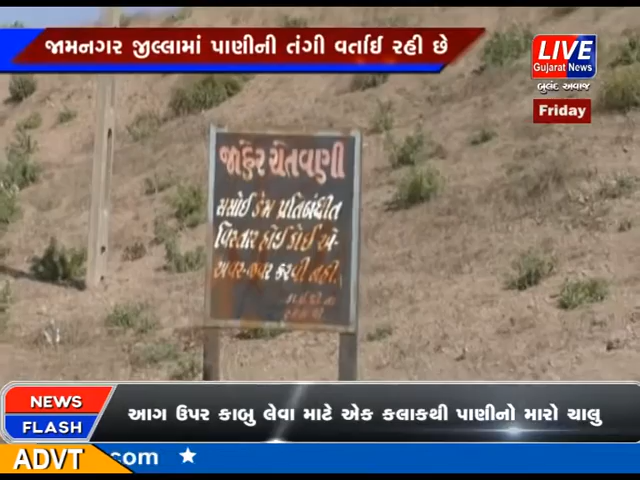 જામનગર જીલ્લામાં પાણીની તંગી વર્તાઈ રહી છે
LIVE
Gujarat News
બુલંદ અવાજ
Friday
જાહેર ચેતવણી
સસોઈ ડેમ પ્રતિબંધીત
વિસ્તાર હોઈ કોઈ એ-
અવર-જવર કરવી નહી.
NEWS
FLASH
આગ ઉપર કાબુ લેવા માટે એક કલાકથી પાણીનો મારો ચાલુ
ADVT
com